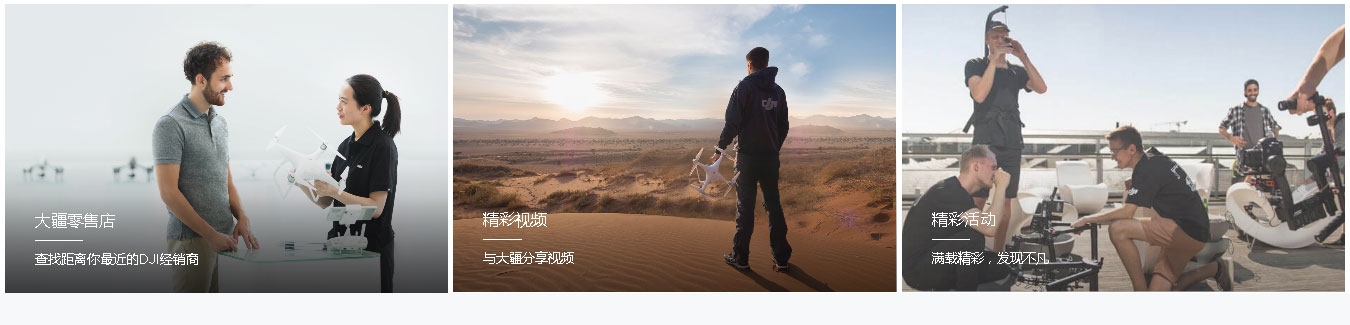 大疆零售店
查找距离你最近的DJI经销商
精彩视频
与大疆分享视频
精彩活动
满载精彩，发现不凡